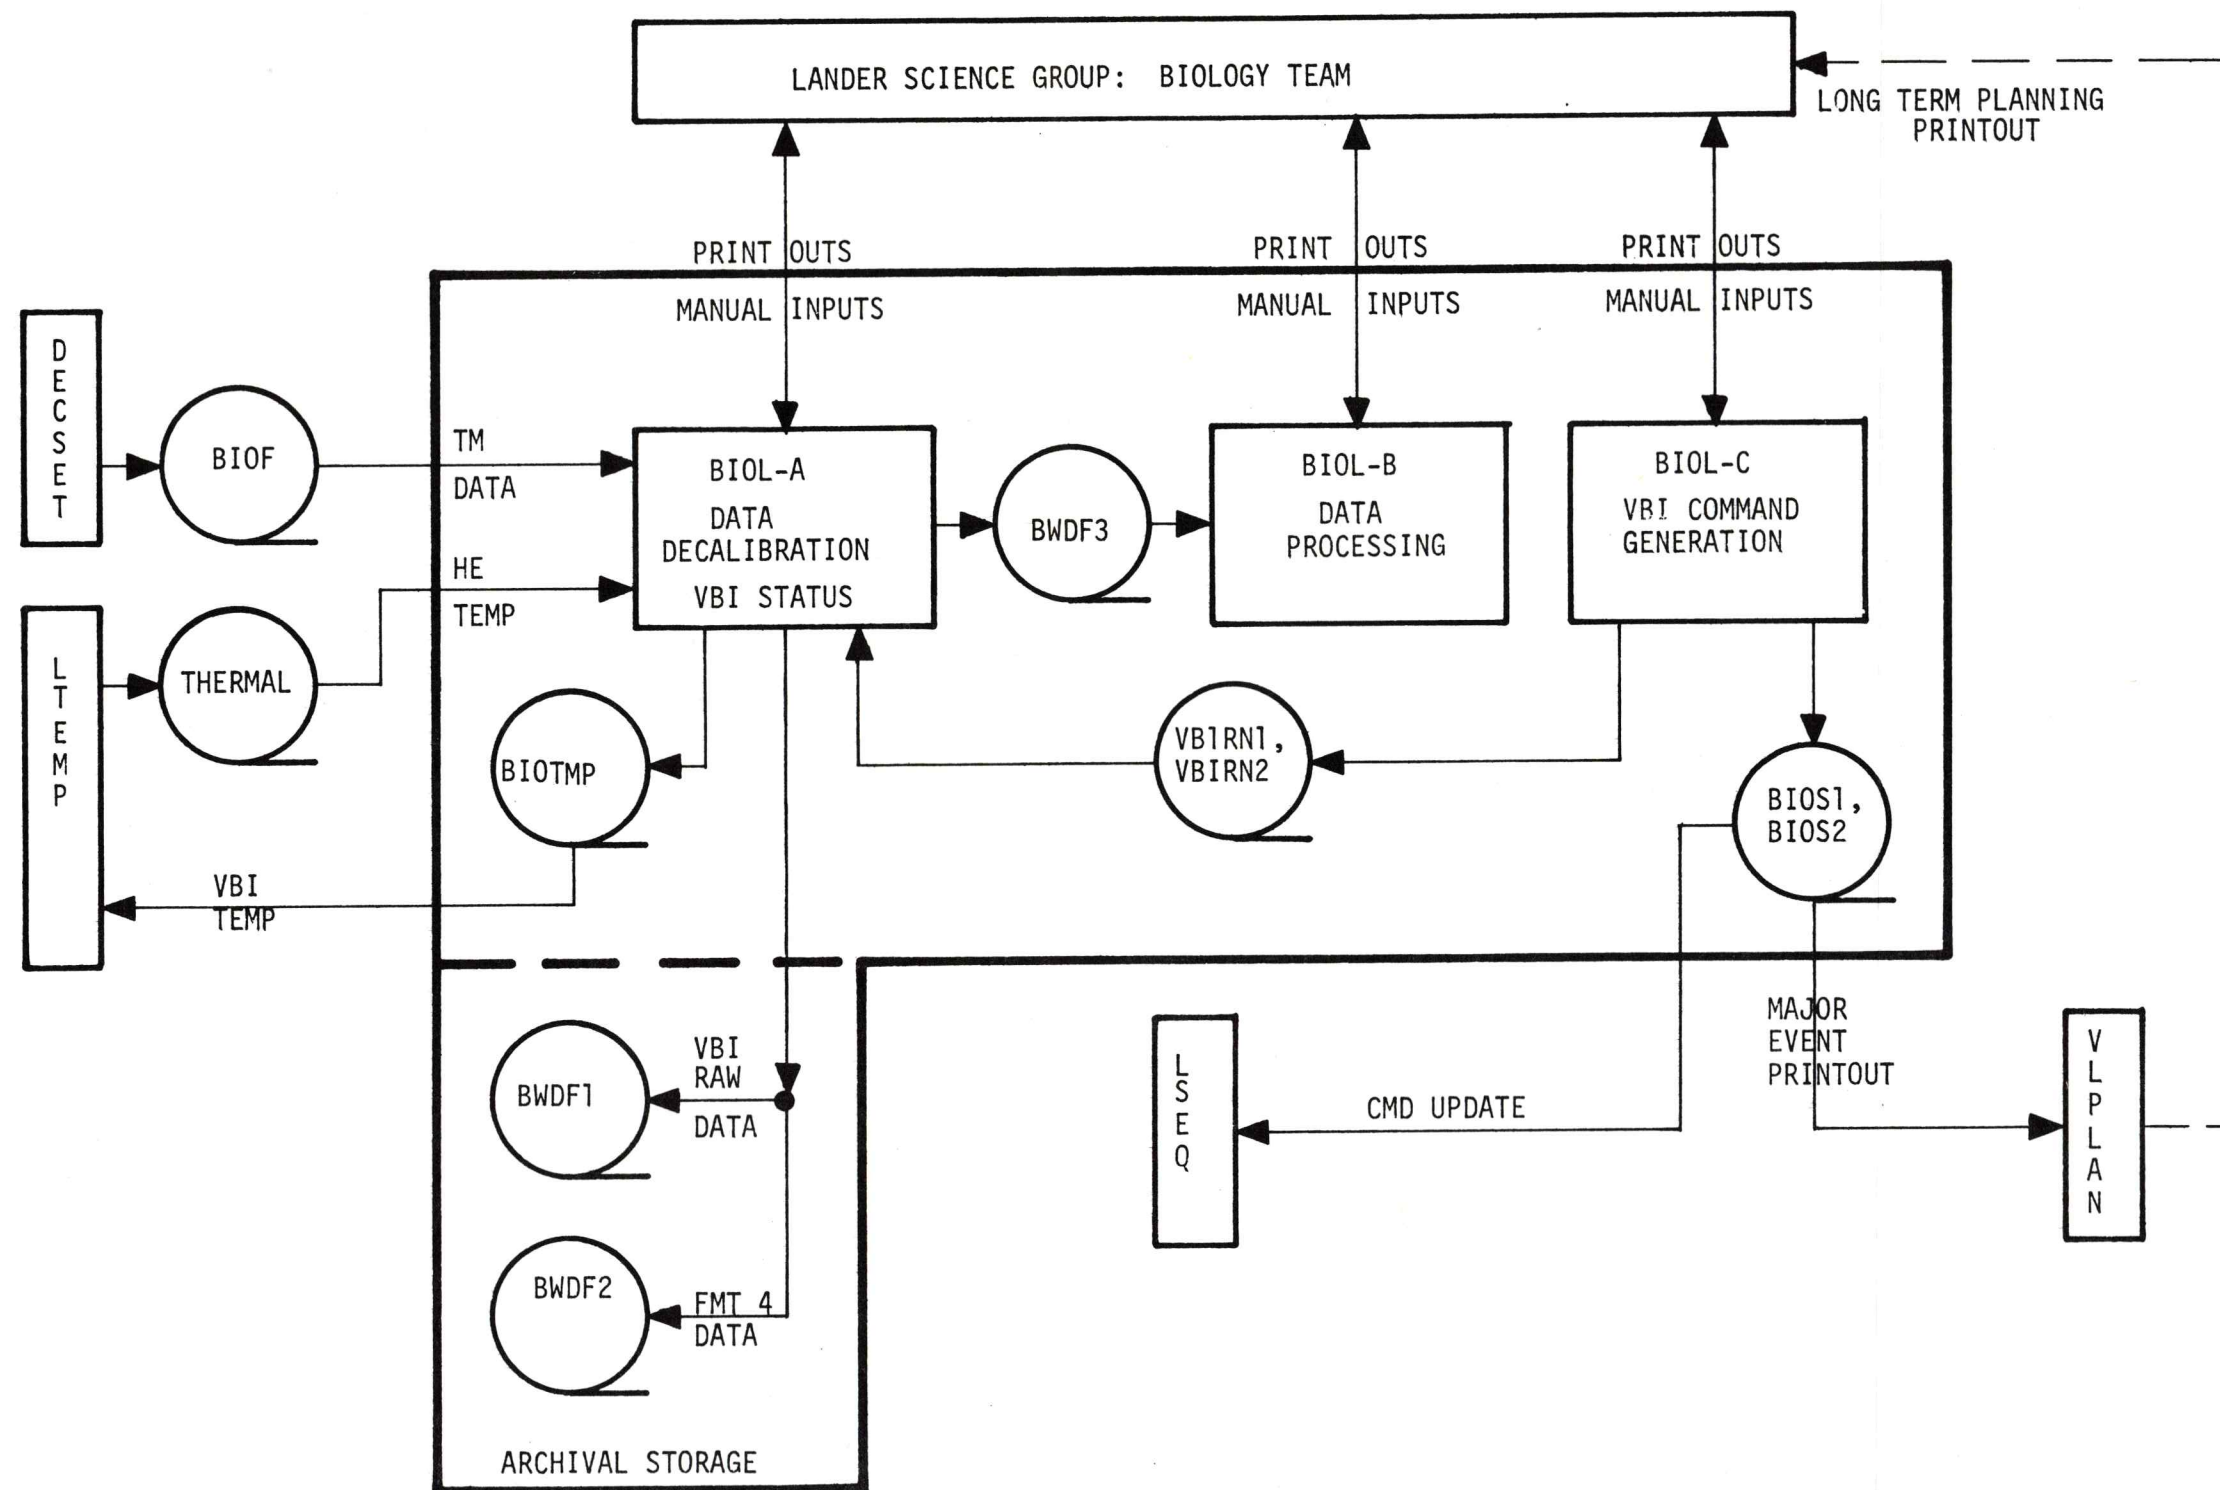 LANDER SCIENCE GROUP: BIOLOGY TEAM
LONG TERM PLANNING
PRINTOUT
PRINT OUTS
MANUAL INPUTS
PRINT OUTS
MANUAL INPUTS
PRINT OUTS
MANUAL INPUTS
DECSET
BIOF
TM
DATA
HE
TEMP
LTEMP
THERMAL
BIOL-A
DATA
DECALIBRATION
VBI STATUS
BWDF3
BIOL-B
DATA
PROCESSING
BIOL-C
VBI COMMAND
GENERATION
BIOTMP
VB1RN1,
VBIRN2
BIOS1,
BIOS2
VBI
TEMP
BWDF1
VBI
RAW
DATA
BWDF2
FMT 4
DATA
ARCHIVAL STORAGE
LSEQ
CMD UPDATE
MAJOR
EVENT
PRINTOUT
VLPLAN